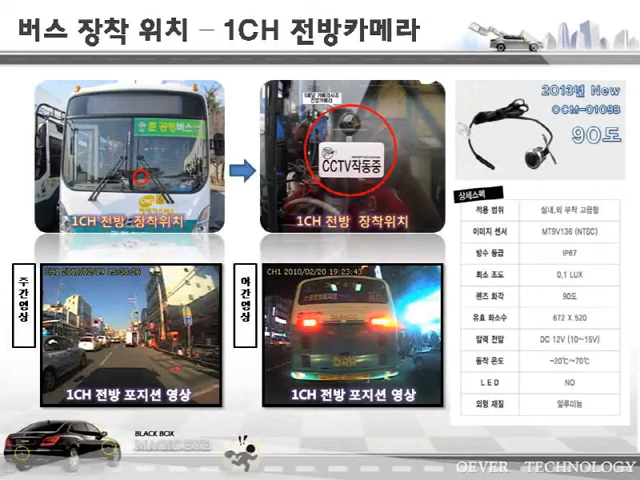 버스 장착 위치 – 1CH 전방카메라
2013년 New
OCM-0109B
90도
CCTV작동중
1CH 전방 장착위치
1CH 전방 장착위치
상세스펙
적용 범위 실내,외 부착 고급형
이미지 센서 MT9V136 (NTSC)
방수 등급 IP67
최소 조도 0,1 LUX
렌즈 화각 90도
유효 화소수 672 X 520
입력 전압 DC 12V (10~15V)
동작 온도 -20℃~70℃
L E D NO
외형 재질 알루미늄
주간영상
CH1 2010/02/19 15:28:26
1CH 전방 포지션 영상
야간영상
CH1 2010/02/20 19:23:43
1CH 전방 포지션 영상
BLACK BOX
MAGIC EYE
OEVER TECHNOLOGY